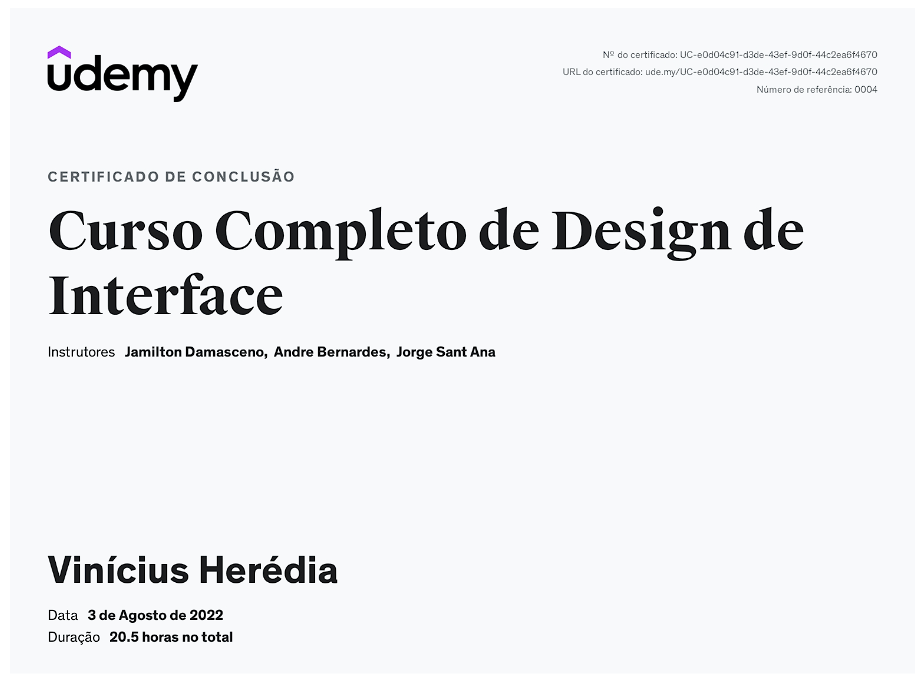 udemy
Nº do certificado: UC-e0d04c91-d3de-43ef-9d0f-44c2ea6f4670
URL do certificado: ude.my/UC-e0d04c91-d3de-43ef-9d0f-44c2ea6f4670
Número de referência: 0004
CERTIFICADO DE CONCLUSÃO
Curso Completo de Design de
Interface
Instrutores Jamilton Damasceno, Andre Bernardes, Jorge Sant Ana
Vinícius Herédia
Data 3 de Agosto de 2022
Duração 20.5 horas no total